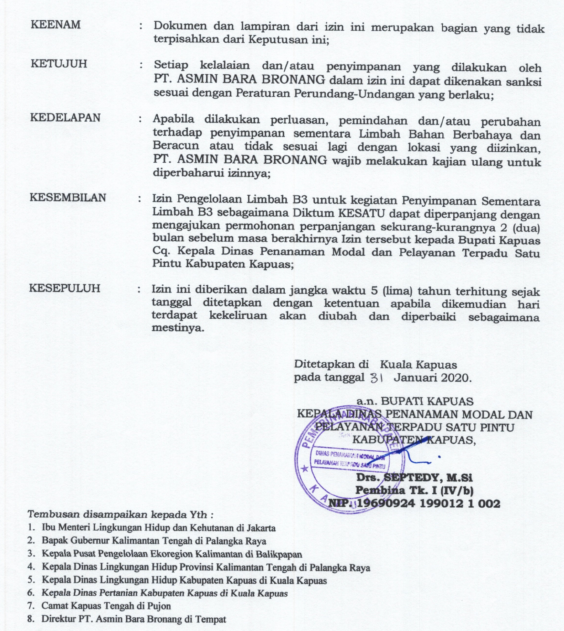 KEENAM : Dokumen dan lampiran dari izin ini merupakan bagian yang tidak
terpisahkan dari Keputusan ini;
KETUJUH : Setiap kelalaian dan/atau penyimpanan yang dilakukan oleh
PT. ASMIN BARA BRONANG dalam izin ini dapat dikenakan sanksi
sesuai dengan Peraturan Perundang-Undangan yang berlaku;
KEDELAPAN : Apabila dilakukan perluasan, pemindahan dan/atau perubahan
terhadap penyimpanan sementara Limbah Bahan Berbahaya dan
Beracun atau tidak sesuai lagi dengan lokasi yang diizinkan,
PT. ASMIN BARA BRONANG wajib melakukan kajian ulang untuk
diperbaharui izinnya;
KESEMBILAN : Izin Pengelolaan Limbah B3 untuk kegiatan Penyimpanan Sementara
Limbah B3 sebagaimana Diktum KESATU dapat diperpanjang dengan
mengajukan permohonan perpanjangan sekurang-kurangnya 2 (dua)
bulan sebelum masa berakhirnya Izin tersebut kepada Bupati Kapuas
Cq. Kepala Dinas Penanaman Modal dan Pelayanan Terpadu Satu
Pintu Kabupaten Kapuas;
KESEPULUH : Izin ini diberikan dalam jangka waktu 5 (lima) tahun terhitung sejak
tanggal ditetapkan dengan ketentuan apabila dikemudian hari
terdapat kekeliruan akan diubah dan diperbaiki sebagaimana
mestinya.
Ditetapkan di Kuala Kapuas
pada tanggal 31 Januari 2020.
a.n. BUPATI KAPUAS
KEPALA DINAS PENANAMAN MODAL DAN
PELAYANAN TERPADU SATU PINTU
KABUPATEN KAPUAS,
DINAS PENANAMAN MODAL DAN
PELAYANAN TERPADU SATU PINTU
Drs. SEPTEDY, M.Si
Pembina Tk. I (IV/b)
NIP. 19690924 199012 1 002
Tembusan disampaikan kepada Yth :
1. Ibu Menteri Lingkungan Hidup dan Kehutanan di Jakarta
2. Bapak Gubernur Kalimantan Tengah di Palangka Raya
3. Kepala Pusat Pengelolaan Ekoregion Kalimantan di Balikpapan
4. Kepala Dinas Lingkungan Hidup Provinsi Kalimantan Tengah di Palangka Raya
5. Kepala Dinas Lingkungan Hidup Kabupaten Kapuas di Kuala Kapuas
6. Kepala Dinas Pertanian Kabupaten Kapuas di Kuala Kapuas
7. Camat Kapuas Tengah di Pujon
8. Direktur PT. Asmin Bara Bronang di Tempat